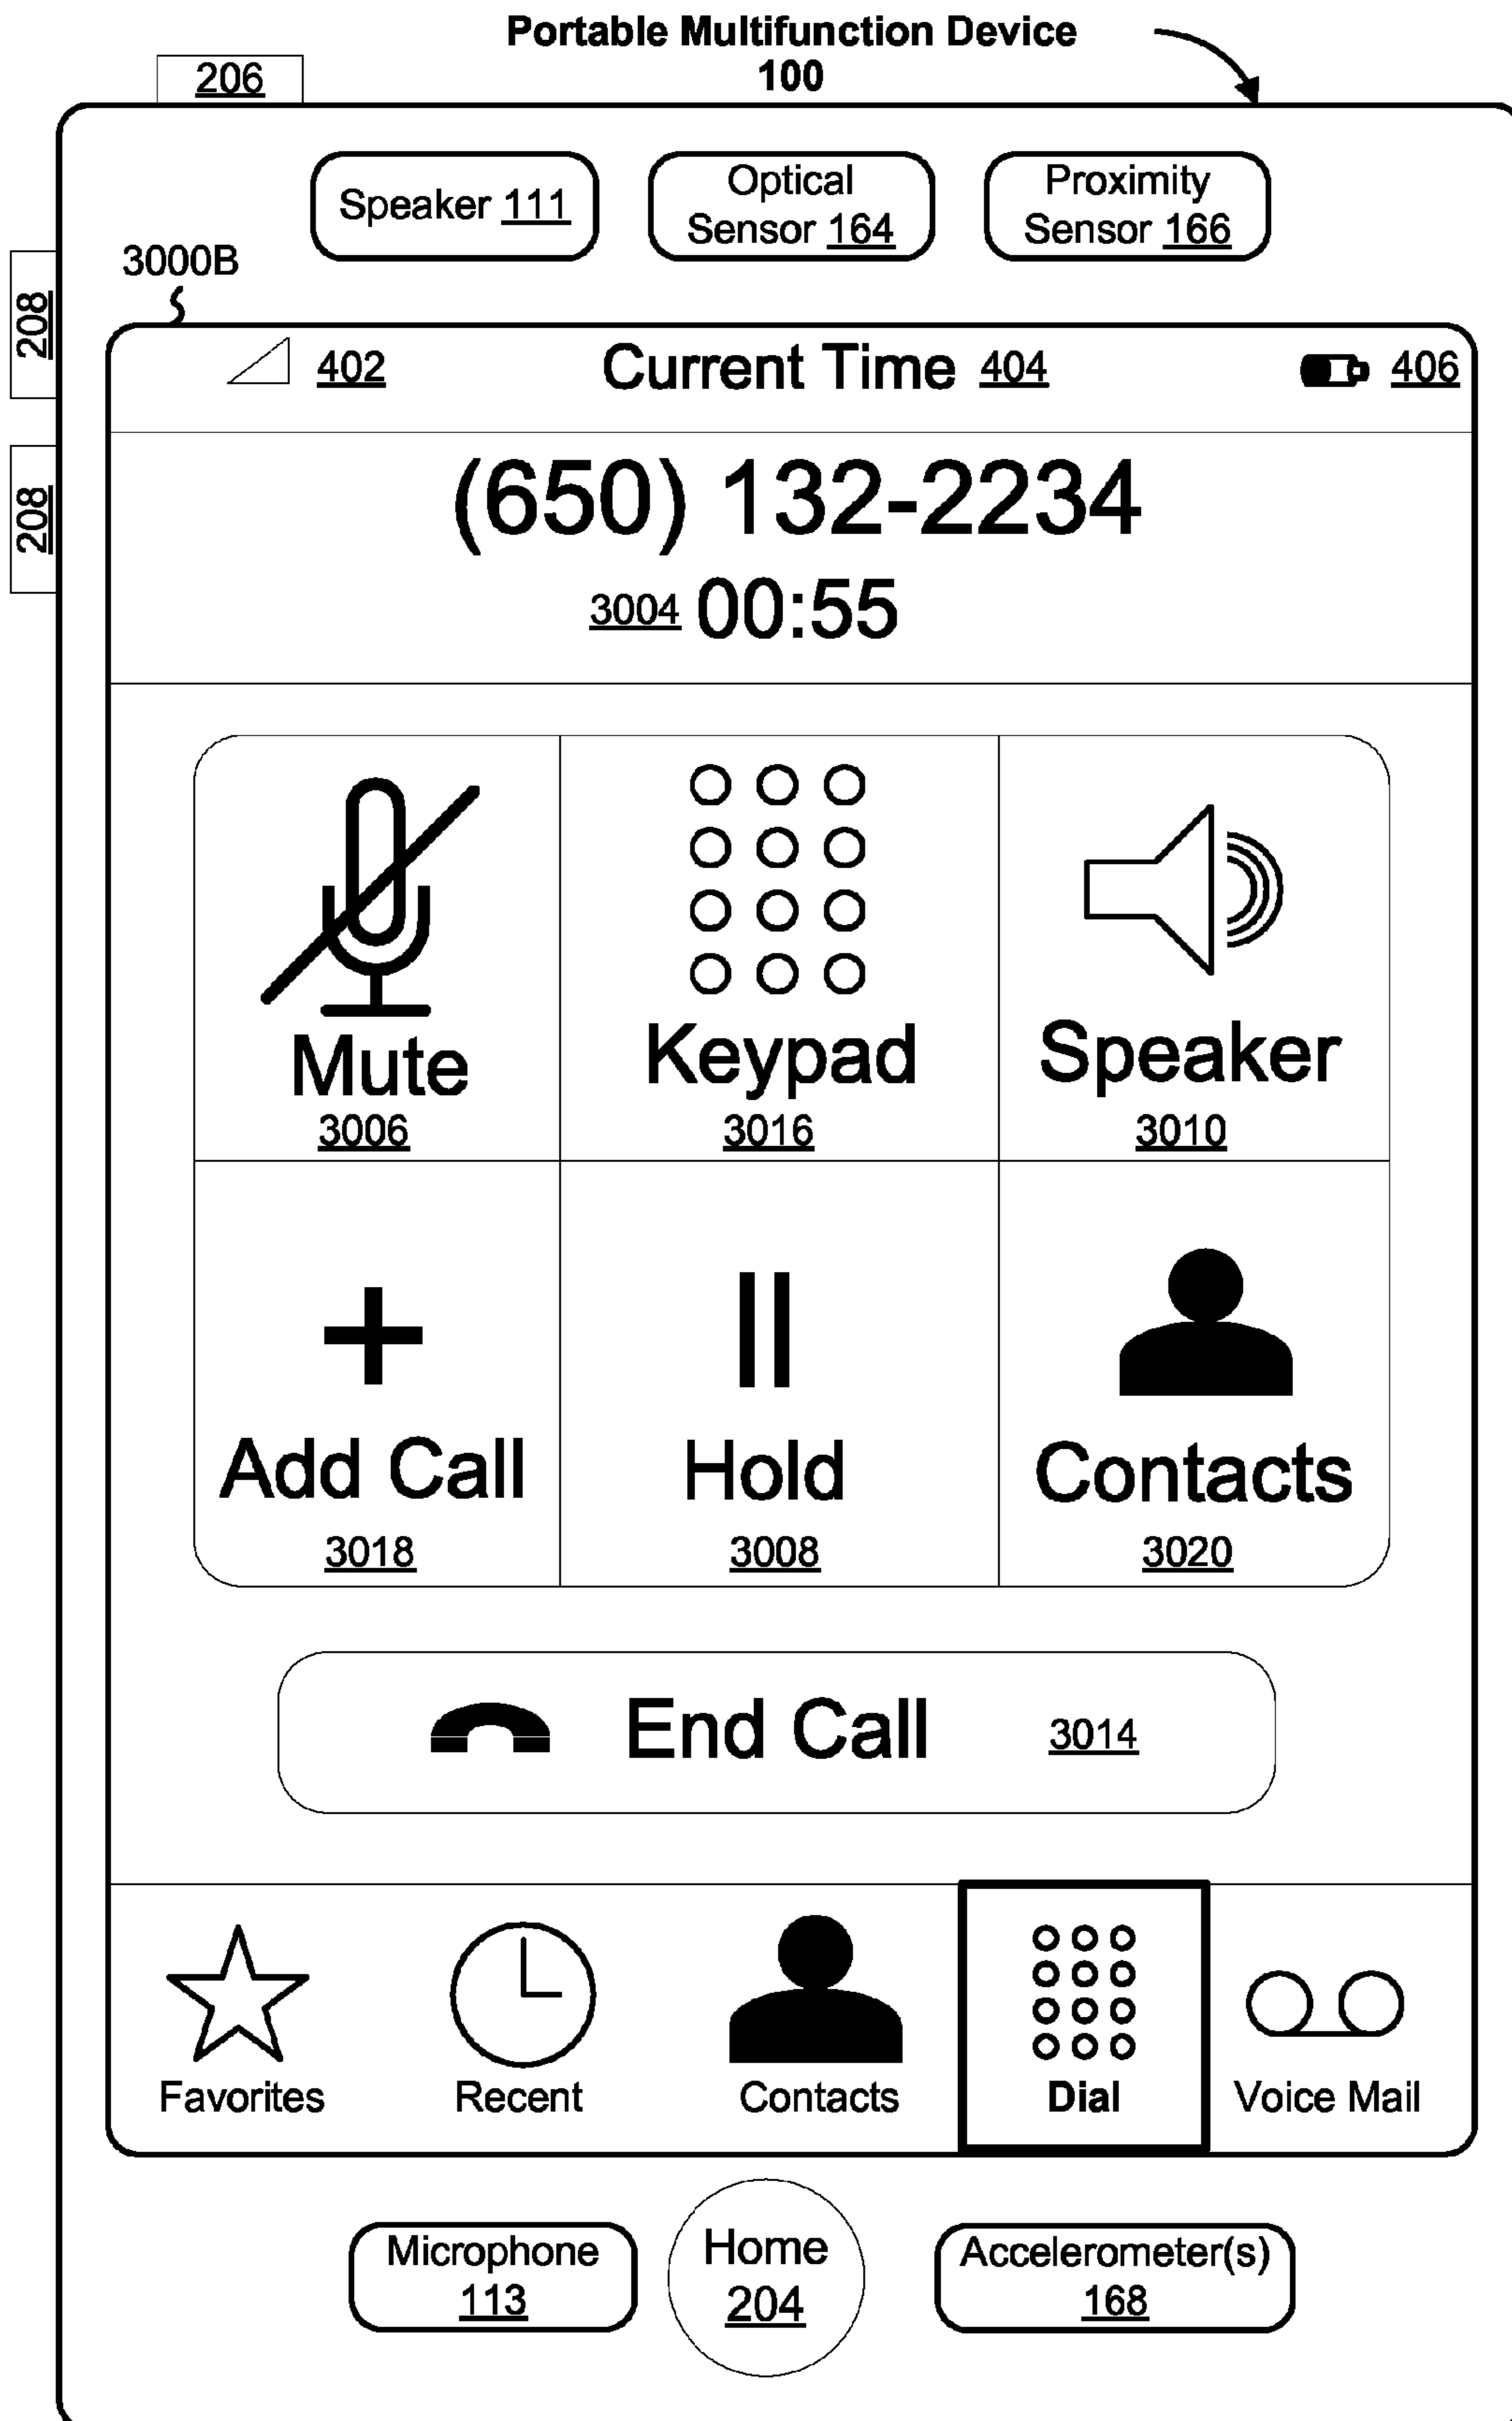 Portable Multifunction Device
100
206
Speaker 111
Optical
Sensor 164
Proximity
Sensor 166
3000B
208
402
Current Time 404
406
208
(650) 132-2234
3004 00:55
Mute
3006
Keypad
3016
Speaker
3010
Add Call
3018
Hold
3008
Contacts
3020
End Call 3014
Favorites
Recent
Contacts
Dial
Voice Mail
Microphone
113
Home
204
Accelerometer(s)
168